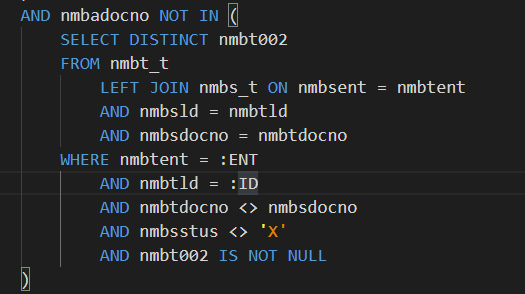 AND nmbadocno NOT IN (
SELECT DISTINCT nmbt002
FROM nmbt_t
LEFT JOIN nmbs_t ON nmbsent = nmbtent
AND nmbsld = nmbtld
AND nmbsdocno = nmbtdocno
WHERE nmbtent = :ENT
AND nmbtld = :ID
AND nmbtdocno <> nmbsdocno
AND nmbsstus <> 'X'
AND nmbt002 IS NOT NULL
)